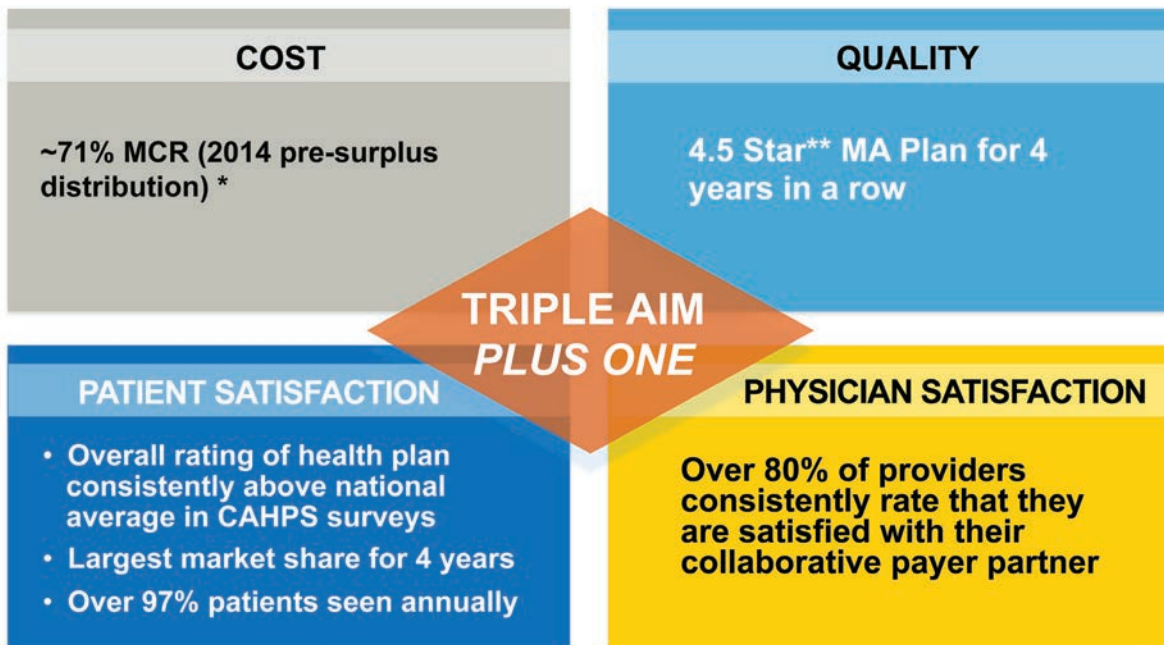 COST
~71% MCR (2014 pre-surplus
distribution) *
QUALITY
4.5 Star** MA Plan for 4
years in a row
TRIPLE AIM
PLUS ONE
PATIENT SATISFACTION
• Overall rating of health plan
consistently above national
average in CAHPS surveys
• Largest market share for 4 years
• Over 97% patients seen annually
PHYSICIAN SATISFACTION
Over 80% of providers
consistently rate that they
are satisfied with their
collaborative payer partner